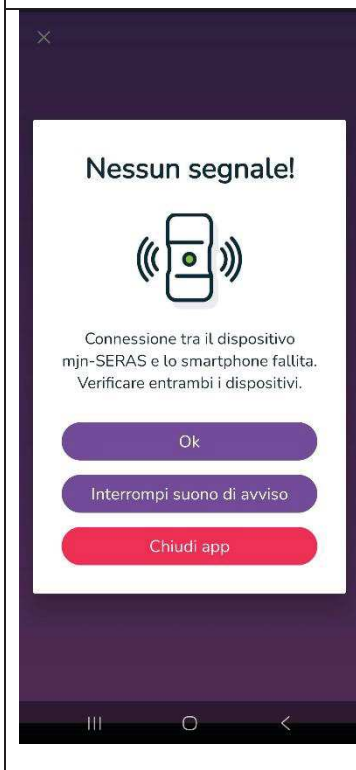 Nessun segnale!
Connessione tra il dispositivo
mjn-SERAS e lo smartphone fallita.
Verificare entrambi i dispositivi.
Ok
Interrompi suono di avviso
Chiudi app